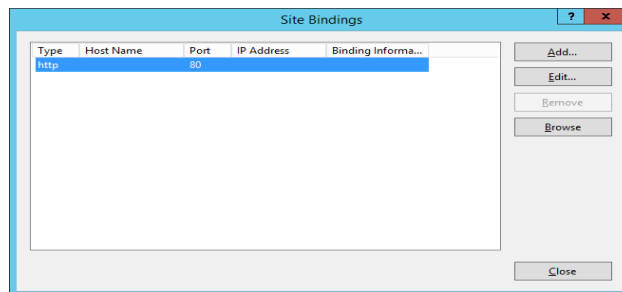 Site Bindings
? x
Type Host Name Port IP Address Binding Informa...
http 80
Add...
Edit...
Remove
Browse
Close